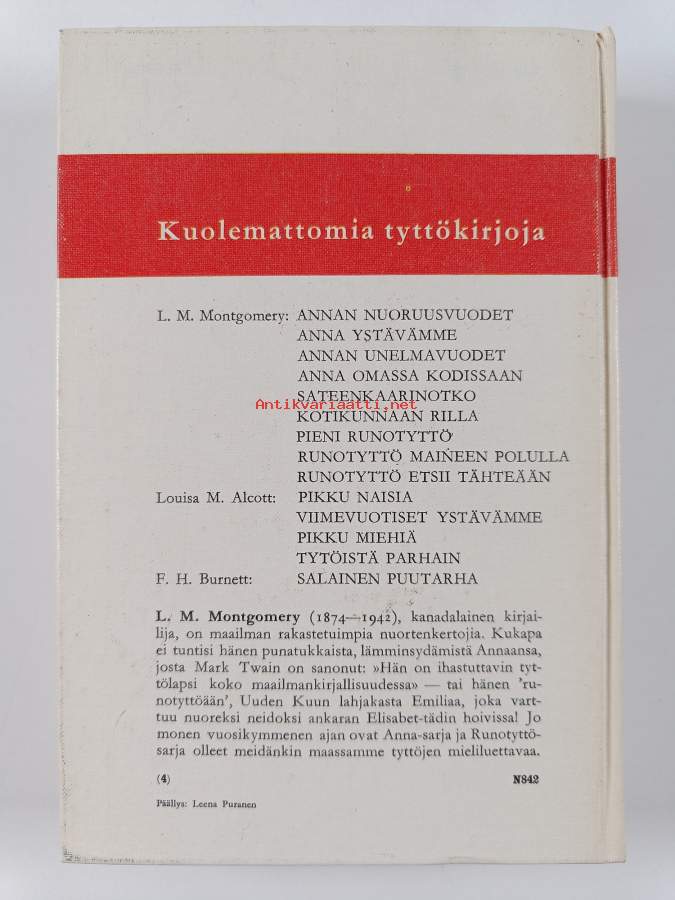 Kuolemattomia tyttökirjoja
L. M. Montgomery: ANNAN NUORUUSVUODET
ANNA YSTÄVÄMME
ANNAN UNELMAVUODET
ANNA OMASSA KODISSAAN
SATEENKAARINOTKO
Antikvariaatti.net
KOTIKUNNAAN RILLA
PIENI RUNOTYTTÖ
RUNOTYTTÖ MAINEEN POLULLA
RUNOTYTTÖ ETSII TÄHTEÄÄN
Louisa M. Alcott: PIKKU NAISIA
VIIMEVUOTISET YSTÄVÄMME
PIKKU MIEHIÄ
TYTÖISTÄ PARHAIN
F. H. Burnett: SALAINEN PUUTARHA
L. M. Montgomery (1874—1942), kanadalainen kirjai-
lija, on maailman rakastetuimpia nuortenkertojia. Kukapa
ei tuntisi hänen punatukkaista, lämminsydämistä Annaansa,
josta Mark Twain on sanonut: »Hän on ihastuttavin tyt-
tölapsi koko maailmankirjallisuudessa» — tai hänen 'ru-
notyttöään', Uuden Kuun lahjakasta Emiliaa, joka vart-
tuu nuoreksi neidoksi ankaran Elisabet-tädin hoivissa! Jo
monen vuosikymmenen ajan ovat Anna-sarja ja Runotyttö-
sarja olleet meidänkin maassamme tyttöjen mieliluettavaa.
(4) N842
Päällys: Leena Puranen